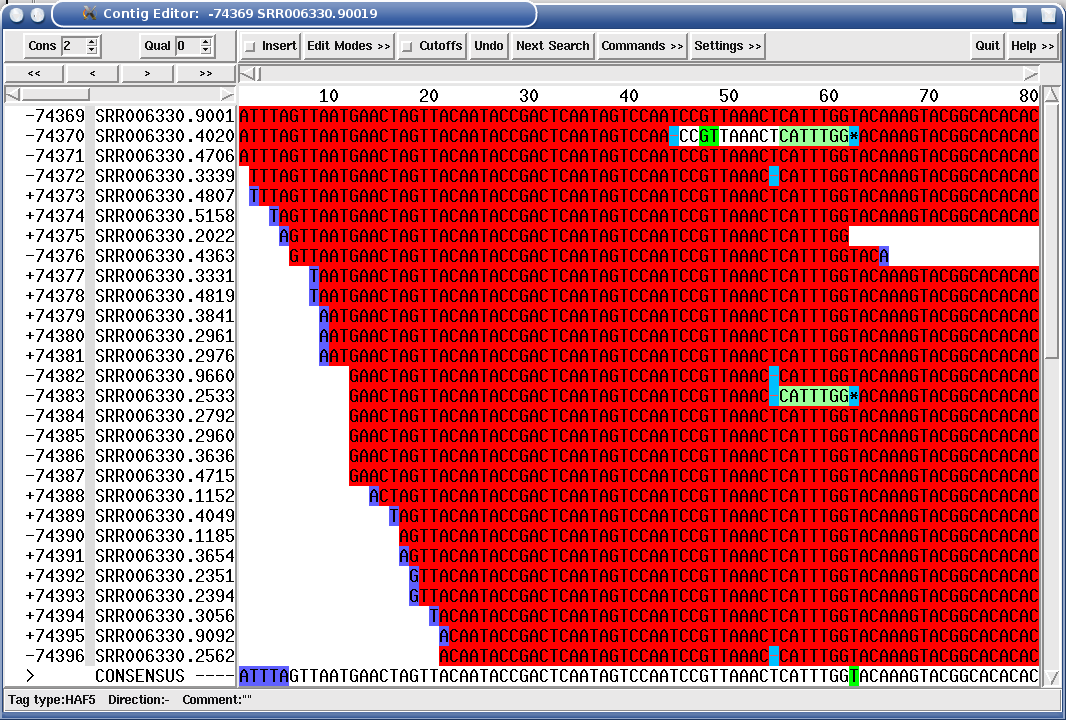 Contig Editor: -74369 SRR006330.90019
Cons 2 Qual 0 Insert Edit Modes >> Cutoffs Undo Next Search Commands >> Settings >> Quit Help >>
<< < > >>
10 20 30 40 50 60 70 80
-74369 SRR006330.9001 ATTTAGTTAATGAACTAGTTACAATACCGACTCAATAGTCCAATCCGTTAAACTCATTTGGTACAAAGTACGGCACACAC
-74370 SRR006330.4020 ATTTAGTTAATGAACTAGTTACAATACCGACTCAATAGTCCAA CCGTTAAACTCATTTGG*ACAAAGTACGGCACACAC
-74371 SRR006330.4706 ATTTAGTTAATGAACTAGTTACAATACCGACTCAATAGTCCAATCCGTTAAACTCATTTGGTACAAAGTACGGCACACAC
-74372 SRR006330.3339 TTTAGTTAATGAACTAGTTACAATACCGACTCAATAGTCCAATCCGTTAAAC CATTTGGTACAAAGTACGGCACACAC
+74373 SRR006330.4807 TTTAGTTAATGAACTAGTTACAATACCGACTCAATAGTCCAATCCGTTAAACTCATTTGGTACAAAGTACGGCACACAC
+74374 SRR006330.5158 TAGTTAATGAACTAGTTACAATACCGACTCAATAGTCCAATCCGTTAAACTCATTTGGTACAAAGTACGGCACACAC
+74375 SRR006330.2022 AGTTAATGAACTAGTTACAATACCGACTCAATAGTCCAATCCGTTAAACTCATTTGG
-74376 SRR006330.4363 GTTAATGAACTAGTTACAATACCGACTCAATAGTCCAATCCGTTAAACTCATTTGGTACA
+74377 SRR006330.3331 TAATGAACTAGTTACAATACCGACTCAATAGTCCAATCCGTTAAACTCATTTGGTACAAAGTACGGCACACAC
+74378 SRR006330.4819 TAATGAACTAGTTACAATACCGACTCAATAGTCCAATCCGTTAAACTCATTTGGTACAAAGTACGGCACACAC
+74379 SRR006330.3841 AATGAACTAGTTACAATACCGACTCAATAGTCCAATCCGTTAAACTCATTTGGTACAAAGTACGGCACACAC
+74380 SRR006330.2961 AATGAACTAGTTACAATACCGACTCAATAGTCCAATCCGTTAAACTCATTTGGTACAAAGTACGGCACACAC
+74381 SRR006330.2976 AATGAACTAGTTACAATACCGACTCAATAGTCCAATCCGTTAAACTCATTTGGTACAAAGTACGGCACACAC
-74382 SRR006330.9660 GAACTAGTTACAATACCGACTCAATAGTCCAATCCGTTAAAC CATTTGGTACAAAGTACGGCACACAC
-74383 SRR006330.2533 GAACTAGTTACAATACCGACTCAATAGTCCAATCCGTTAAAC CATTTGG*ACAAAGTACGGCACACAC
-74384 SRR006330.2792 GAACTAGTTACAATACCGACTCAATAGTCCAATCCGTTAAACTCATTTGGTACAAAGTACGGCACACAC
-74385 SRR006330.2960 GAACTAGTTACAATACCGACTCAATAGTCCAATCCGTTAAACTCATTTGGTACAAAGTACGGCACACAC
-74386 SRR006330.3636 GAACTAGTTACAATACCGACTCAATAGTCCAATCCGTTAAACTCATTTGGTACAAAGTACGGCACACAC
-74387 SRR006330.4715 GAACTAGTTACAATACCGACTCAATAGTCCAATCCGTTAAACTCATTTGGTACAAAGTACGGCACACAC
+74388 SRR006330.1152 ACTAGTTACAATACCGACTCAATAGTCCAATCCGTTAAACTCATTTGGTACAAAGTACGGCACACAC
+74389 SRR006330.4049 TAGTTACAATACCGACTCAATAGTCCAATCCGTTAAACTCATTTGGTACAAAGTACGGCACACAC
-74390 SRR006330.1185 AGTTACAATACCGACTCAATAGTCCAATCCGTTAAACTCATTTGGTACAAAGTACGGCACACAC
+74391 SRR006330.3654 AGTTACAATACCGACTCAATAGTCCAATCCGTTAAACTCATTTGGTACAAAGTACGGCACACAC
+74392 SRR006330.2351 GTTACAATACCGACTCAATAGTCCAATCCGTTAAACTCATTTGGTACAAAGTACGGCACACAC
+74393 SRR006330.2394 GTTACAATACCGACTCAATAGTCCAATCCGTTAAACTCATTTGGTACAAAGTACGGCACACAC
+74394 SRR006330.3056 TACAATACCGACTCAATAGTCCAATCCGTTAAACTCATTTGGTACAAAGTACGGCACACAC
+74395 SRR006330.9092 ACAATACCGACTCAATAGTCCAATCCGTTAAACTCATTTGGTACAAAGTACGGCACACAC
-74396 SRR006330.2562 ACAATACCGACTCAATAGTCCAATCCGTTAAAC CATTTGGTACAAAGTACGGCACACAC
> CONSENSUS ---- ATTTAGTTAATGAACTAGTTACAATACCGACTCAATAGTCCAATCCGTTAAACTCATTTGGTACAAAGTACGGCACACAC
Tag type:HAF5 Direction:- Comment:""